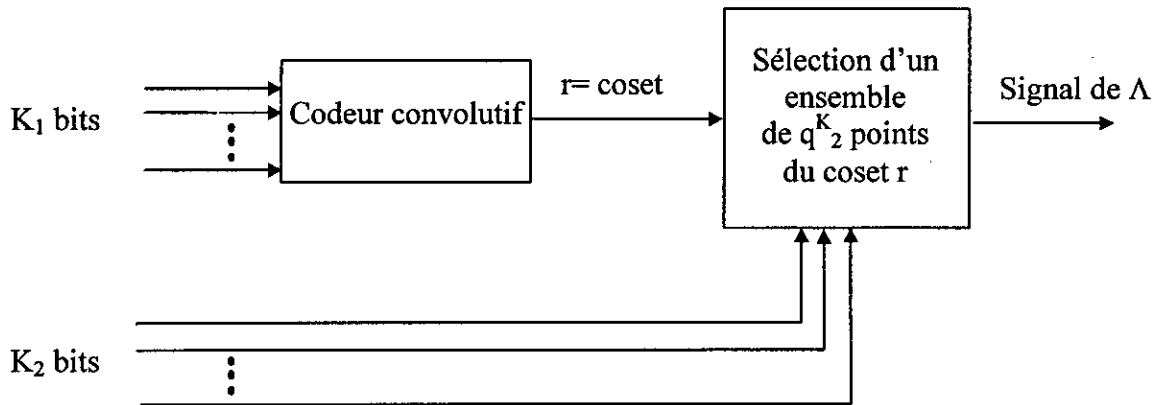 K₁ bits
Codeur convolutif
r= coset
Sélection d'un
ensemble
de q^K₂ points
du coset r
Signal de Λ
K₂ bits